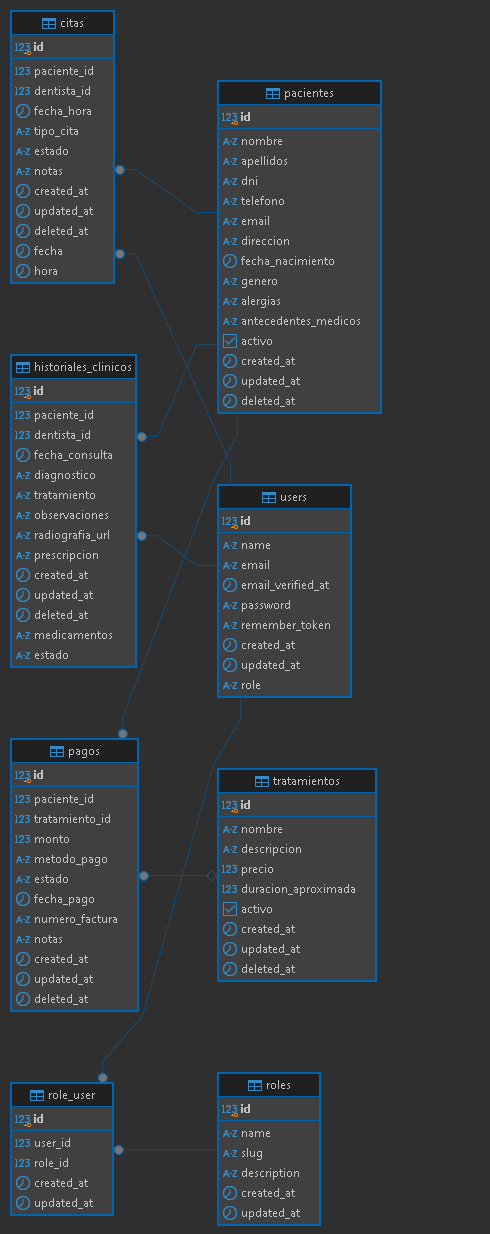 citas
123 id
123 paciente_id
123 dentista_id
fecha_hora
A-Z tipo_cita
A-Z estado
A-Z notas
created_at
updated_at
deleted_at
fecha
hora
pacientes
123 id
A-Z nombre
A-Z apellidos
A-Z dni
A-Z telefono
A-Z email
A-Z direccion
fecha_nacimiento
A-Z genero
A-Z alergias
A-Z antecedentes_medicos
activo
created_at
updated_at
deleted_at
historiales_clinicos
123 id
123 paciente_id
123 dentista_id
fecha_consulta
A-Z diagnostico
A-Z tratamiento
A-Z observaciones
A-Z radiografia_url
A-Z prescripcion
created_at
updated_at
deleted_at
A-Z medicamentos
A-Z estado
users
123 id
A-Z name
A-Z email
email_verified_at
A-Z password
A-Z remember_token
created_at
updated_at
A-Z role
pagos
123 id
123 paciente_id
123 tratamiento_id
123 monto
A-Z metodo_pago
A-Z estado
fecha_pago
A-Z numero_factura
A-Z notas
created_at
updated_at
deleted_at
tratamientos
123 id
A-Z nombre
A-Z descripcion
123 precio
123 duracion_aproximada
activo
created_at
updated_at
deleted_at
role_user
123 id
123 user_id
123 role_id
created_at
updated_at
roles
123 id
A-Z name
A-Z slug
A-Z description
created_at
updated_at